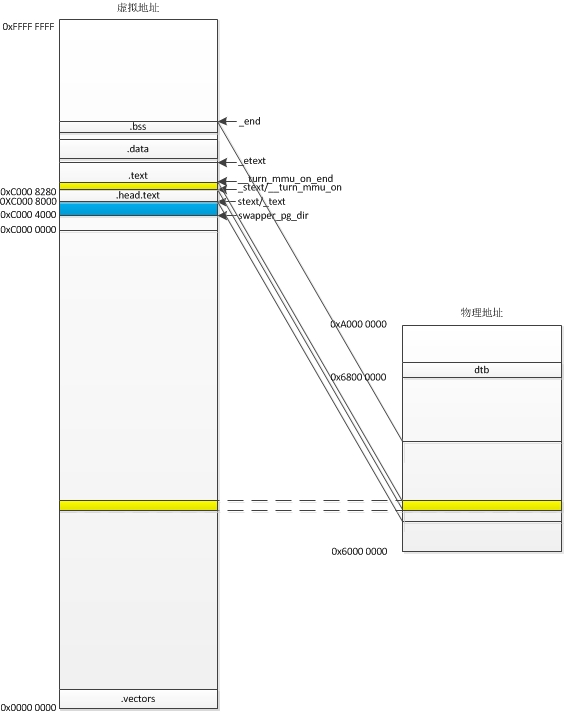 虚拟地址
0xFFFF FFFF
_end
.bss
.data
_etext
.text
__turn_mmu_on_end
_stext/__turn_mmu_on
0xC000 8280
.head.text
0XC000 8000
stext/_text
0xC000 4000
swapper_pg_dir
0xC000 0000
物理地址
0xA000 0000
dtb
0x6800 0000
0x6000 0000
.vectors
0x0000 0000